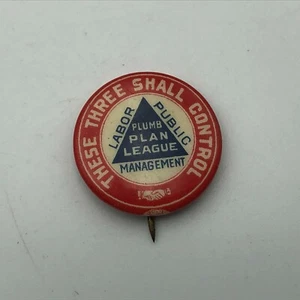 THESE THREE SHALL CONTROL
LABOR
PUBLIC
MANAGEMENT
PLUMB
PLAN
LEAGUE